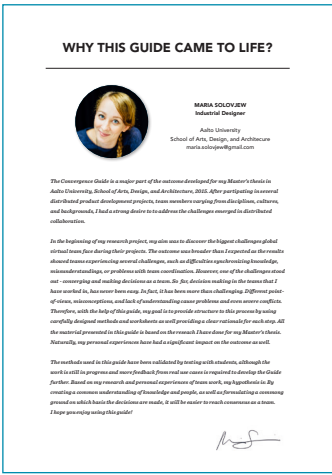 WHY THIS GUIDE CAME TO LIFE?
MARIA SOLOVJEW
Industrial Designer
Aalto University
School of Arts, Design, and Architecure
maria.solovjew@gmail.com
The Convergence Guide is a major part of the outcome developed for my Master's thesis in
Aalto University, School of Arts, Design, and Architecture, 2015. After partipating in several
distributed product development projects, team members varying from disciplines, cultures,
and backgrounds, I had a strong desire to to address the challenges emerged in distributed
collaboration.
In the beginning of my research project, my aim was to discover the biggest challenges global
virtual team face during their projects. The outcome was broader than I expected as the results
showed teams experiencing several challenges, such as difficulties synchronizing knowledge,
misunderstandings, or problems with team coordination. However, one of the challenges stood
out - converging and making decisions as a team. So far, decision making in the teams that I
have worked in, has never been easy. In fact, it has been more than challenging. Different point-
of-views, misconceptions, and lack of understanding cause problems and even severe conflicts.
Therefore, with the help of this guide, my goal is to provide structure to this process by using
carefully designed methods and worksheets as well providing a clear rationale for each step. All
the material presented in this guide is based on the reseach I have done for my Master's thesis.
Naturally, my personal experiences have had a significant impact on the outcome as well.
The methods used in this guide have been validated by testing with students, although the
work is still in progress and more feedback from real use cases is required to develop the Guide
further. Based on my research and personal experiences of team work, my hypothesis is: By
creating a common understanding of knowledge and people, as well as formulating a commong
ground on which basis the decisions are made, it will be easier to reach consensus as a team.
I hope you enjoy using this guide!